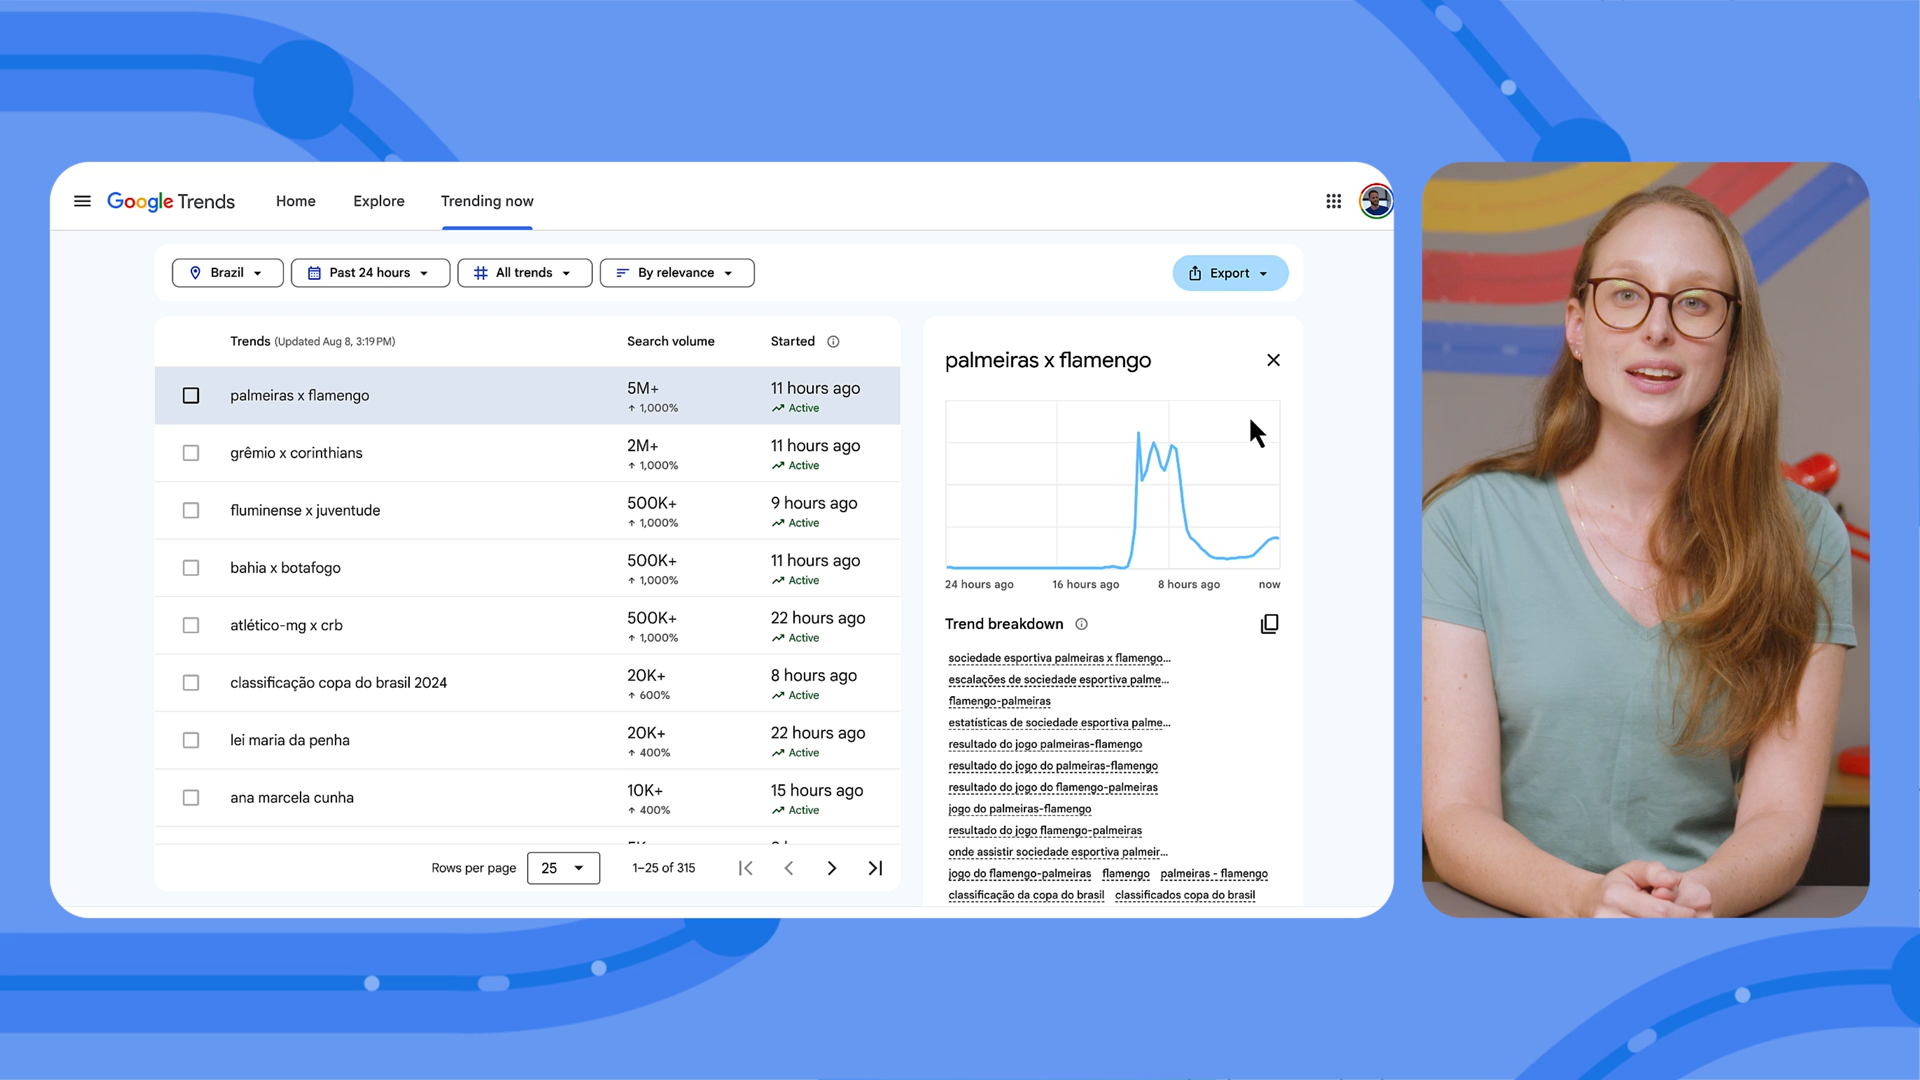 Google Trends Home Explore Trending now
Brazil Past 24 hours All trends By relevance Export
Trends (Updated Aug 8, 3:19 PM) Search volume Started
palmeiras x flamengo 5M+ 11 hours ago
↑ 1,000% Active
grêmio x corinthians 2M+ 11 hours ago
↑ 1,000% Active
fluminense x juventude 500K+ 9 hours ago
↑ 1,000% Active
bahia x botafogo 500K+ 11 hours ago
↑ 1,000% Active
atlético-mg x crb 500K+ 22 hours ago
↑ 1,000% Active
classificação copa do brasil 2024 20K+ 8 hours ago
↑ 600% Active
lei maria da penha 20K+ 22 hours ago
↑ 400% Active
ana marcela cunha 10K+ 15 hours ago
↑ 400% Active
Rows per page 25 1–25 of 315
palmeiras x flamengo
24 hours ago 16 hours ago 8 hours ago now
Trend breakdown
sociedade esportiva palmeiras x flamengo...
escalações de sociedade esportiva palme...
flamengo-palmeiras
estatísticas de sociedade esportiva palme...
resultado do jogo palmeiras-flamengo
resultado do jogo do palmeiras-flamengo
resultado do jogo do flamengo-palmeiras
jogo do palmeiras-flamengo
resultado do jogo flamengo-palmeiras
onde assistir sociedade esportiva palmeir...
jogo do flamengo-palmeiras flamengo palmeiras - flamengo
classificação da copa do brasil classificados copa do brasil